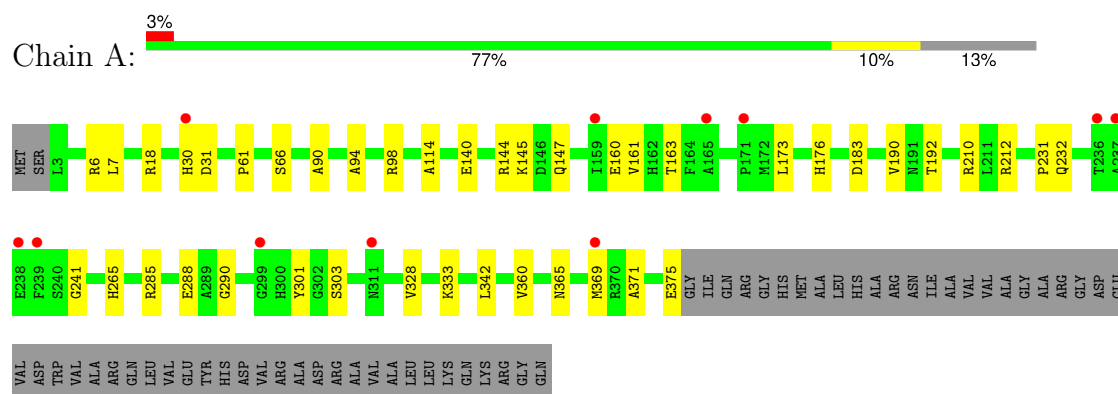 3%
Chain A:
77% 10% 13%
MET SER L3 R6 L7 R18 H30 D31 P61 S66 A90 A94 R98 A114 E140 R144 K145 D146 Q147 I159 E160 V161 H162 T163 F164 A165 P171 M172 L173 H176 D183 V190 N191 T192 R210 L211 R212 P231 Q232 T236 A237
E238 F239 S240 G241 H265 R285 E288 A289 G290 G299 H300 Y301 G302 S303 N311 V328 K333 L342 V360 N365 M369 R370 A371 E375 GLY ILE GLN ARG GLY HIS MET ALA LEU HIS ALA ARG ASN ILE ALA VAL VAL ALA GLY ALA ARG GLY ASP GLU
VAL ASP TRP VAL ALA ARG GLN LEU VAL GLU TYR HIS ASP VAL ARG ALA ASP ARG ALA VAL ALA LEU LEU LYS GLN LYS ARG GLY GLN